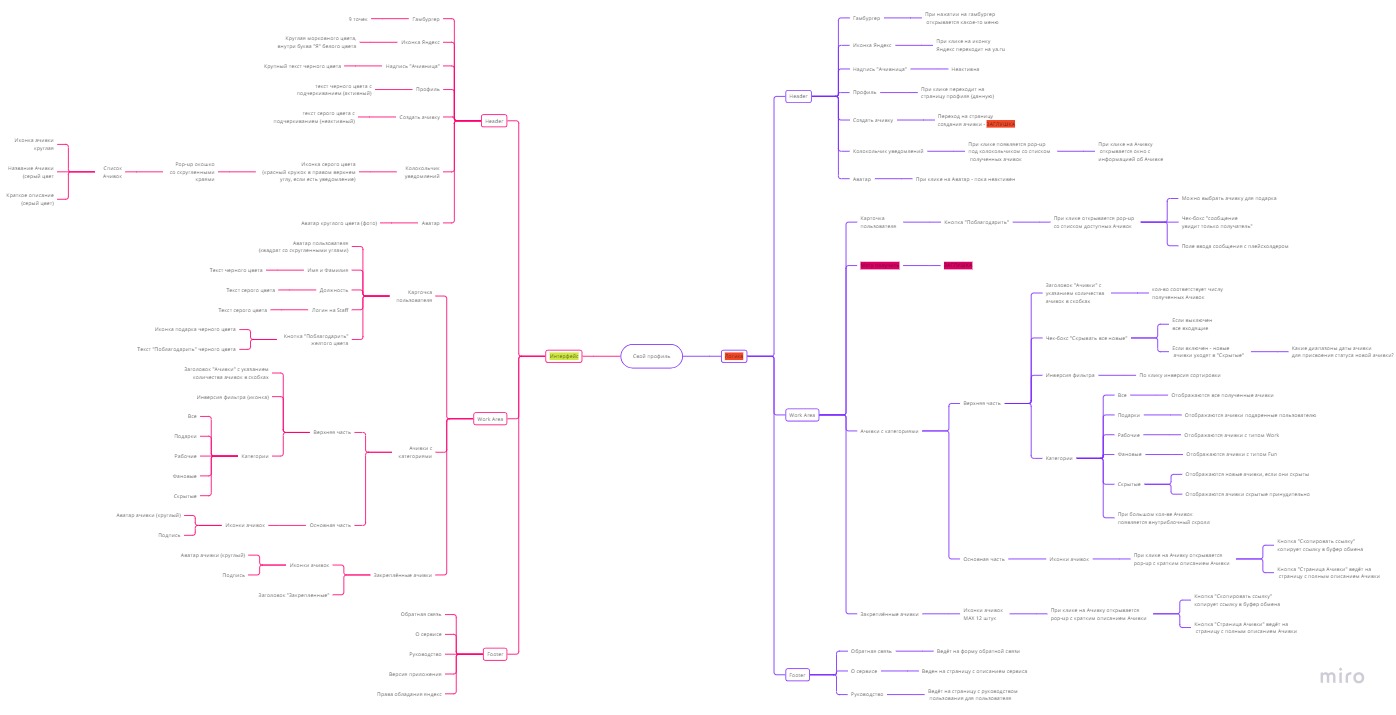 Свой профиль
Интерфейс
Header
Гамбургер
9 точек
Иконка Яндекс
Круглая морковного цвета,
внутри буква "Я" белого цвета
Надпись "Ачивница"
Крупный текст черного цвета
Профиль
текст черного цвета с
подчеркиванием (активный)
Создать ачивку
текст серого цвета с
подчеркиванием (неактивный)
Колокольчик
уведомлений
Иконка серого цвета
(красный кружок в правом верхнем
углу, если есть уведомления)
Pop-up окошко
со скругленными
краями
Список
Ачивок
Иконка ачивки
круглая
Название Ачивки
(серый цвет
Краткое описание
(серый цвет)
Аватар
Аватар круглого цвета (фото)
Work Area
Карточка
пользователя
Аватар пользователя
(квадрат со скругленными углами)
Имя и Фамилия
Текст черного цвета
Должность
Текст серого цвета
Логин на Staff
Текст серого цвета
Кнопка "Поблагодарить"
желтого цвета
Иконка подарка черного цвета
Текст "Поблагодарить" черного цвета
Ачивки с
категориями
Верхняя часть
Заголовок "Ачивки" с указанием
количества ачивок в скобках
Инверсия фильтра (иконка)
Категории
Все
Подарки
Рабочие
Фановые
Скрытые
Основная часть
Иконки ачивок
Аватар ачивки (круглый)
Подпись
Закреплённые ачивки
Иконки ачивок
Аватар ачивки (круглый)
Подпись
Заголовок "Закрепленные"
Footer
Обратная связь
О сервисе
Руководство
Версия приложения
Права обладания яндекс
Header
Гамбургер
При нажатии на гамбургер
открывается какое-то меню
Иконка Яндекс
При клике на иконку
Яндекс переходит на ya.ru
Надпись "Ачивница"
Неактивна
Профиль
При клике переходит на
страницу профиля (данную)
Создать ачивку
Переход на страницу
создания ачивки -
Колокольчик уведомлений
При клике появляется pop-up
под колокольчиком со списком
полученных ачивок
При клике на Ачивку
открывается окно с
информацией об Ачивке
Аватар
При клике на Аватар - пока неактивен
Work Area
Карточка
пользователя
Кнопка "Поблагодарить"
При клике открывается pop-up
со списком доступных Ачивок
Можно выбрать ачивку для подарка
Чек-бокс "сообщение
увидит только получатель"
Поле ввода сообщения с плейсхолдером
Ачивки с категориями
Верхняя часть
Заголовок "Ачивки" с
указанием количества
ачивок в скобках
кол-во соответствует числу
полученных Ачивок
Чек-бокс "Скрывать все новые"
Если выключен
все входящие
Если включен - новые
ачивки уходят в "Скрытые"
Какие диапазоны даты ачивки
для присвоения статуса новой ачивки?
Инверсия фильтра
По клику инверсия сортировки
Категории
Все
Отображаются все полученные ачивки
Подарки
Отображаются ачивки подаренные пользователю
Рабочие
Отображаются ачивки с типом Work
Фановые
Отображаются ачивки с типом Fun
Скрытые
Отображаются новые ачивки, если они скрыты
Отображаются ачивки скрытые принудительно
При большом кол-ве Ачивок
появляется внутриблочный скролл
Основная часть
Иконки ачивок
При клике на Ачивку открывается
pop-up с кратким описанием Ачивки
Кнопка "Скопировать ссылку"
копирует ссылку в буфер обмена
Кнопка "Страница Ачивки" ведёт на
страницу с полным описанием Ачивки
Закреплённые ачивки
Иконки ачивок
MAX 12 штук
При клике на Ачивку открывается
pop-up с кратким описанием Ачивки
Кнопка "Скопировать ссылку"
копирует ссылку в буфер обмена
Кнопка "Страница Ачивки" ведёт на
страницу с полным описанием Ачивки
Footer
Обратная связь
Ведёт на форму обратной связи
О сервисе
Веден на страницу с описанием сервиса
Руководство
Ведёт на страницу с руководством
пользования для пользователя
miro